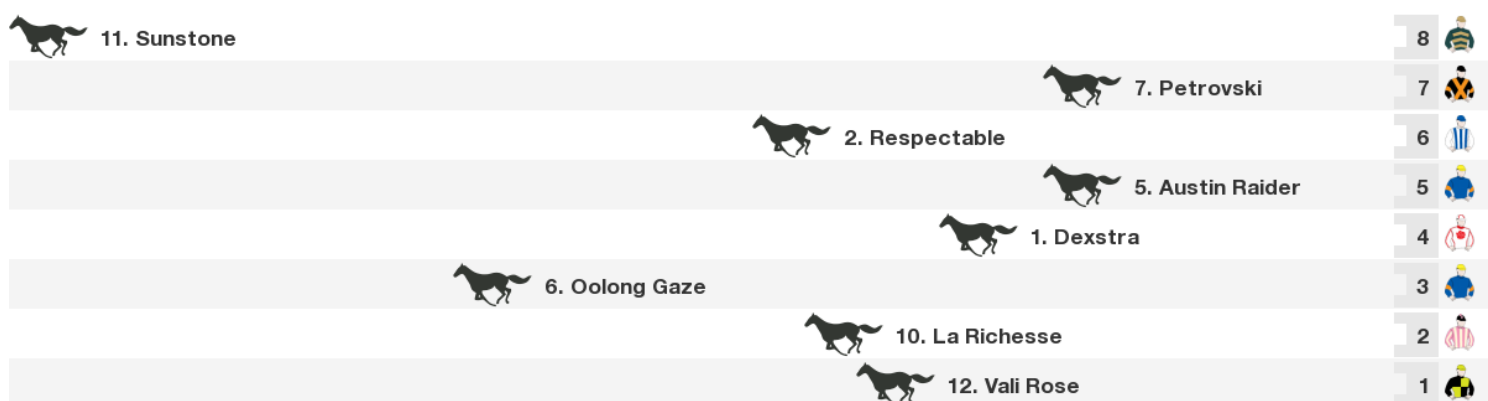 11. Sunstone 8
7. Petrovski 7
2. Respectable 6
5. Austin Raider 5
1. Dexstra 4
6. Oolong Gaze 3
10. La Richesse 2
12. Vali Rose 1